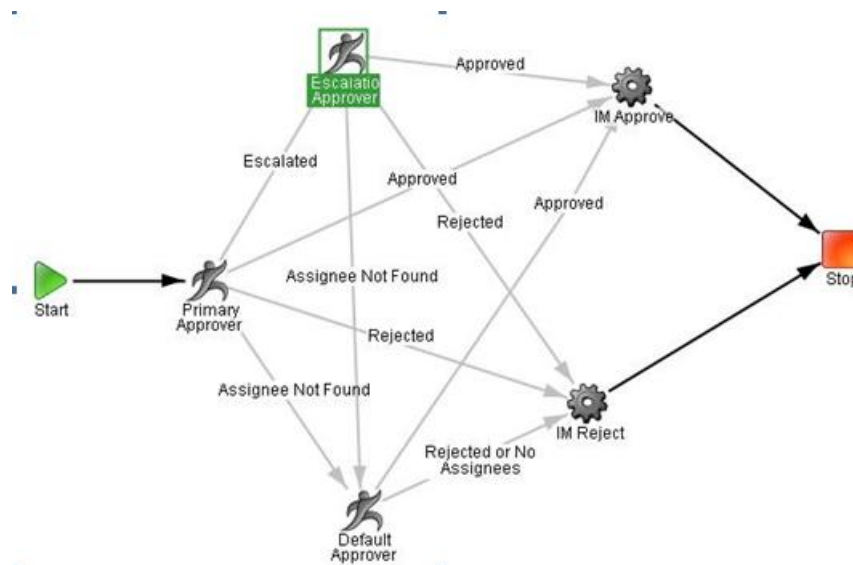 Escalatio
Approver
Approved
IM Approve
Escalated
Approved
Approved
Rejected
Start
Primary
Approver
Assignee Not Found
Rejected
Stop
Assignee Not Found
IM Reject
Rejected or No
Assignees
Default
Approver